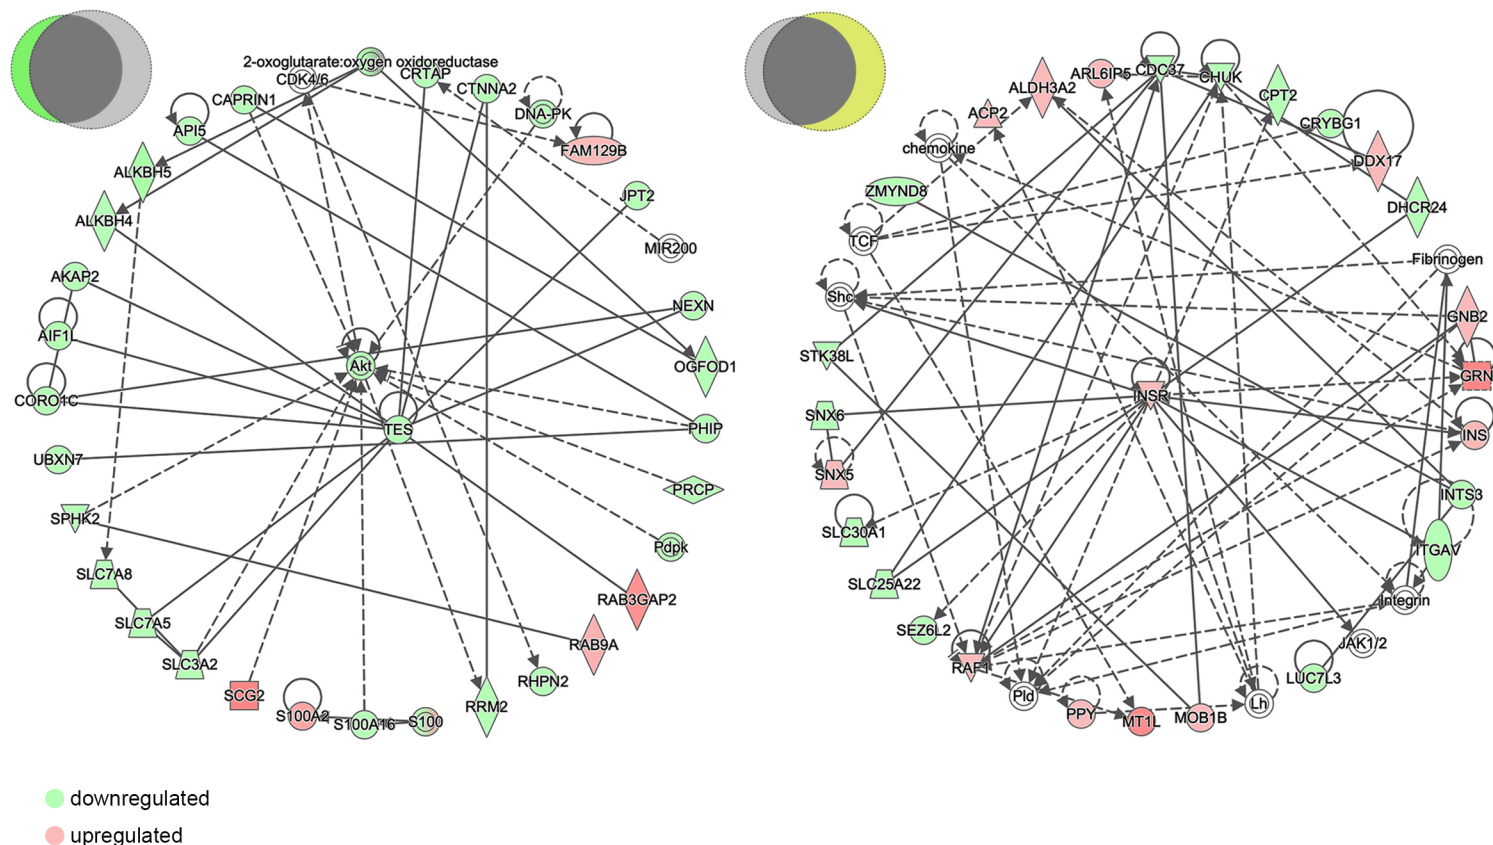 2-oxoglutarate:oxygen oxidoreductase
CDK4/6
CRTAP
CTNNA2
CAPRIN1
DNA-PK
API5
FAM129B
ALKBH5
JPT2
ALKBH4
MIR200
AKAP2
NEXN
AIF1L
Akt
OGFOD1
CORO1C
TES
PHIP
UBXN7
PRCP
SPHK2
Pdpk
SLC7A8
RAB3GAP2
SLC7A5
RAB9A
SLC3A2
RHPN2
SCG2
RRM2
S100A2
S100A16
S100
CDC37
ARL6IP5
CHUK
ALDH3A2
CPT2
ACP2
CRYBG1
chemokine
DDX17
ZMYND8
DHCR24
TCF
Fibrinogen
Shc
GNB2
STK38L
GRN
INSR
SNX6
INS
SNX5
INTS3
SLC30A1
ITGAV
SLC25A22
Integrin
SEZ6L2
JAK1/2
RAF1
LUC7L3
Pld
Lh
PPY
MT1L
MOB1B
downregulated
upregulated